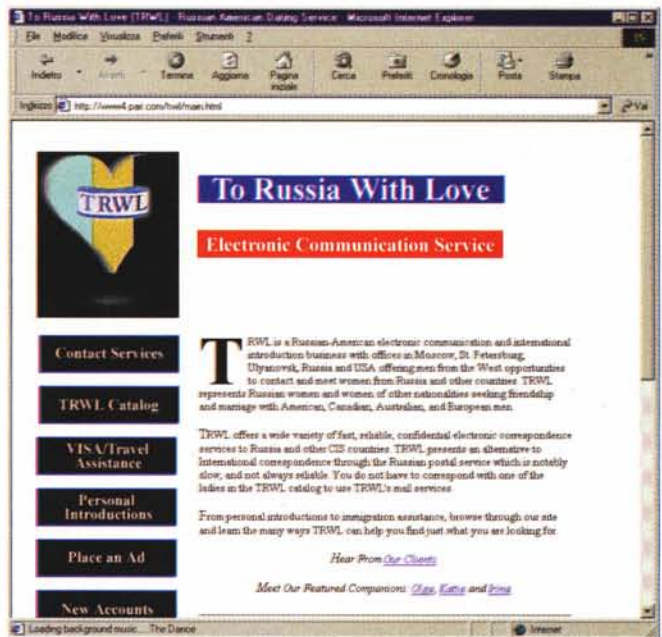 To Russia With Love [TRWL] - Russian American Dating Service - Microsoft Internet Explorer
File Modifica Visualizza Preferiti Strumenti ?
Indietro Avanti Termina Aggiorna Pagina iniziale Cerca Preferiti Cronologia Posta Stampa
Indirizzo http://www4.pair.com/trwl/main.html Vai
TRWL
To Russia With Love
Electronic Communication Service
Contact Services
TRWL Catalog
VISA/Travel
Assistance
Personal
Introductions
Place an Ad
New Accounts
TRWL is a Russian-American electronic communication and international
introduction business with offices in Moscow, St. Petersburg,
Ulyanovsk, Russia and USA offering men from the West opportunities
to contact and meet women from Russia and other countries. TRWL
represents Russian women and women of other nationalities seeking friendship
and marriage with American, Canadian, Australian, and European men.
TRWL offers a wide variety of fast, reliable, confidential electronic correspondence
services to Russia and other CIS countries. TRWL presents an alternative to
International correspondence through the Russian postal service which is notably
slow, and not always reliable. You do not have to correspond with one of the
ladies in the TRWL catalog to use TRWL's mail services.
From personal introductions to immigration assistance, browse through our site
and learn the many ways TRWL can help you find just what you are looking for.
Hear From Our Clients
Meet Our Featured Companions: Olga, Katia and Irina
Loading background music... The Dance
Internet